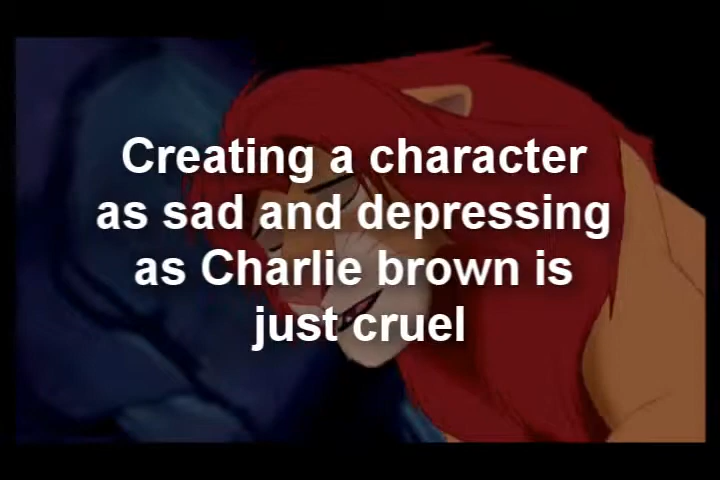 Creating a character
as sad and depressing
as Charlie brown is
just cruel